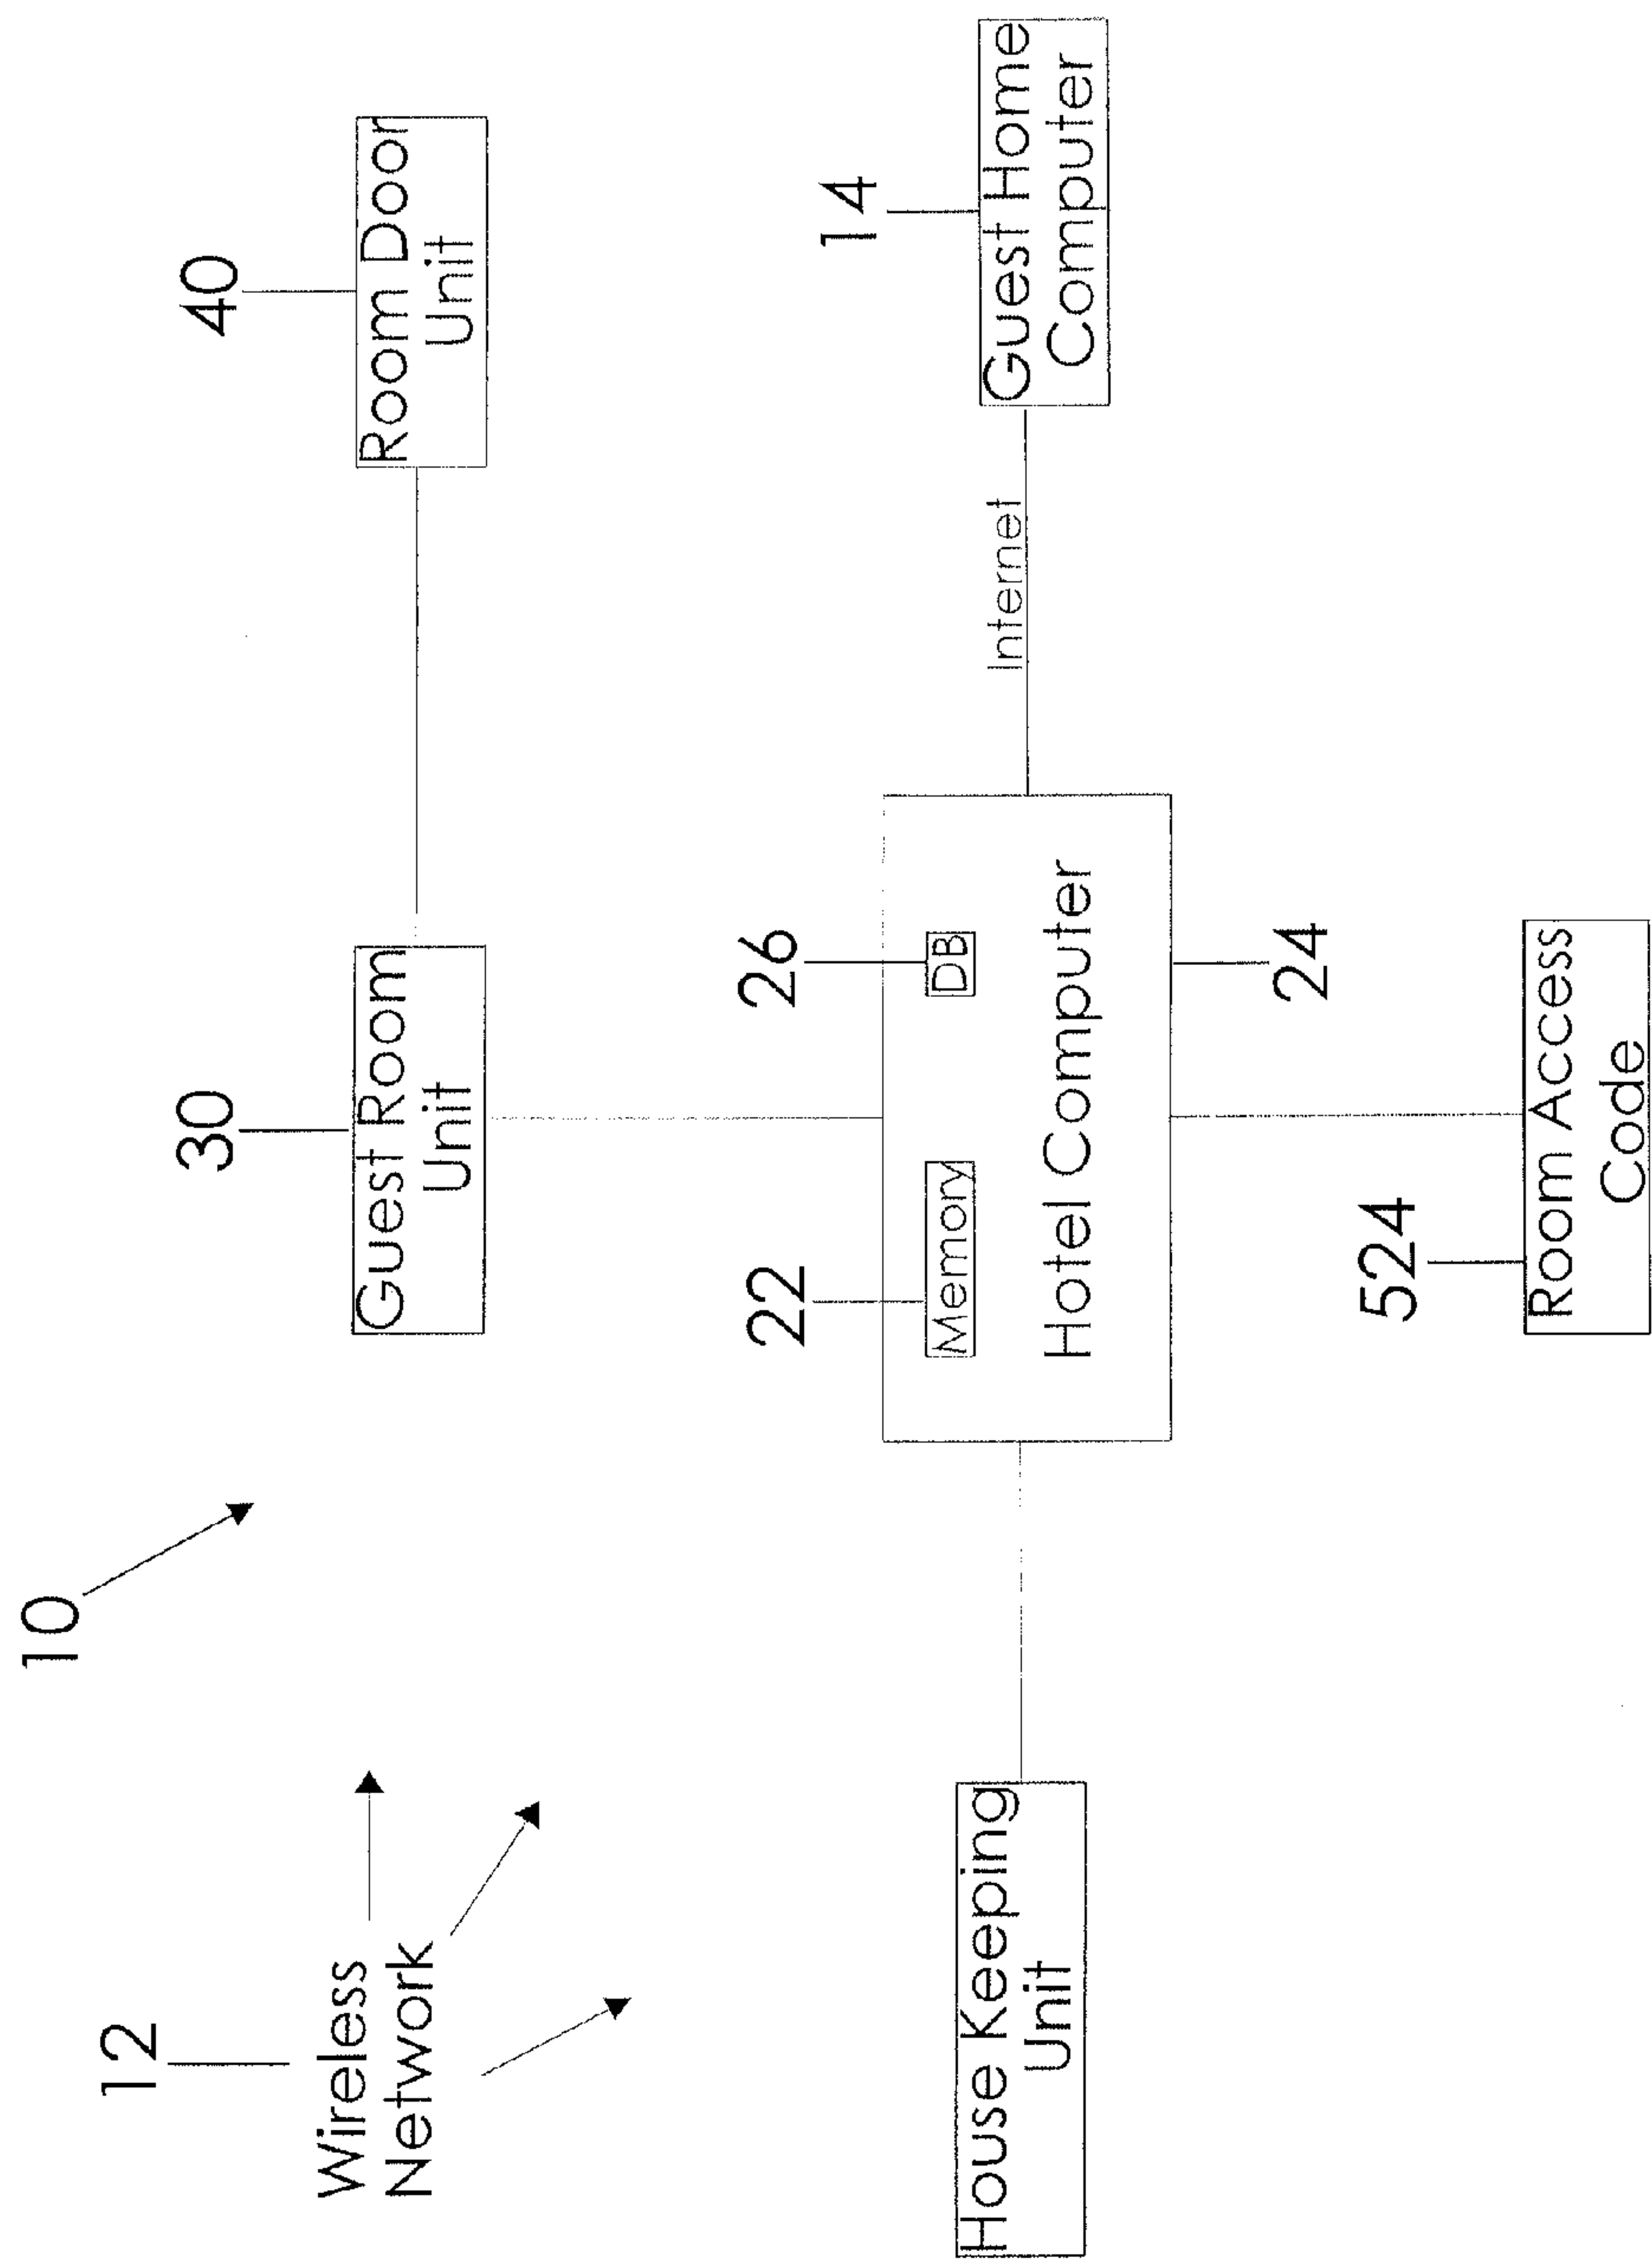 10
12
Wireless
Network
30
Guest Room
Unit
40
Room Door
Unit
22
Memory
26
DB
Hotel Computer
24
Internet
14
Guest Home
Computer
House Keeping
Unit
524
Room Access
Code